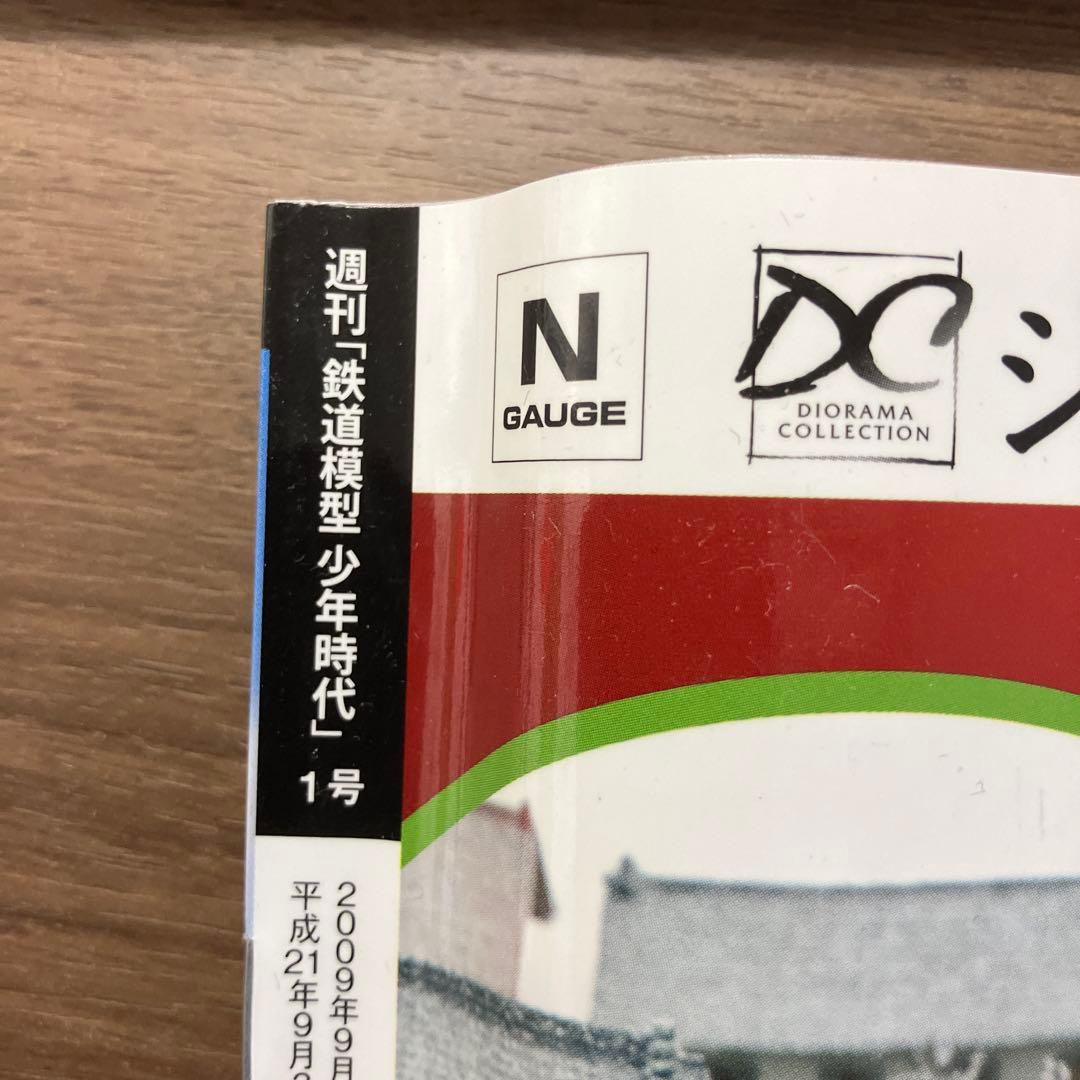 週刊「鉄道模型 少年時代」 1号
2009年9月
平成21年9月
N
GAUGE
DC
DIORAMA
COLLECTION
シ